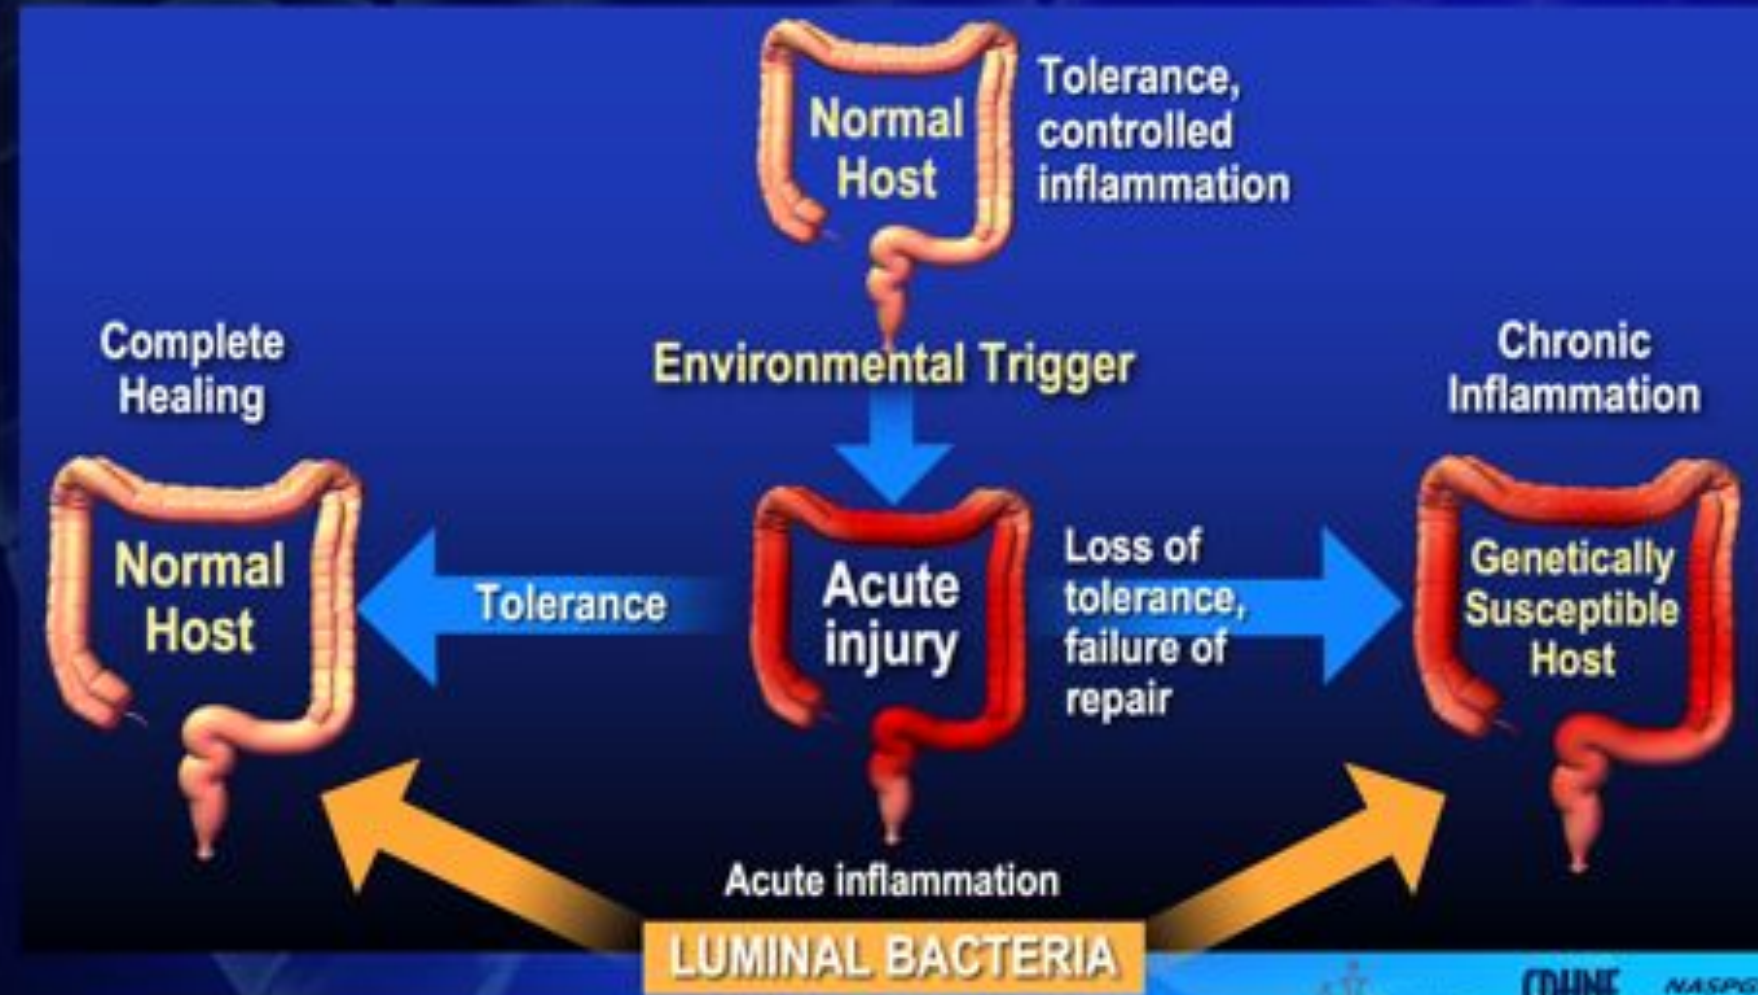 Normal
Host
Tolerance,
controlled
inflammation
Environmental Trigger
Complete
Healing
Normal
Host
Tolerance
Acute
injury
Loss of
tolerance,
failure of
repair
Chronic
Inflammation
Genetically
Susceptible
Host
Acute inflammation
LUMINAL BACTERIA